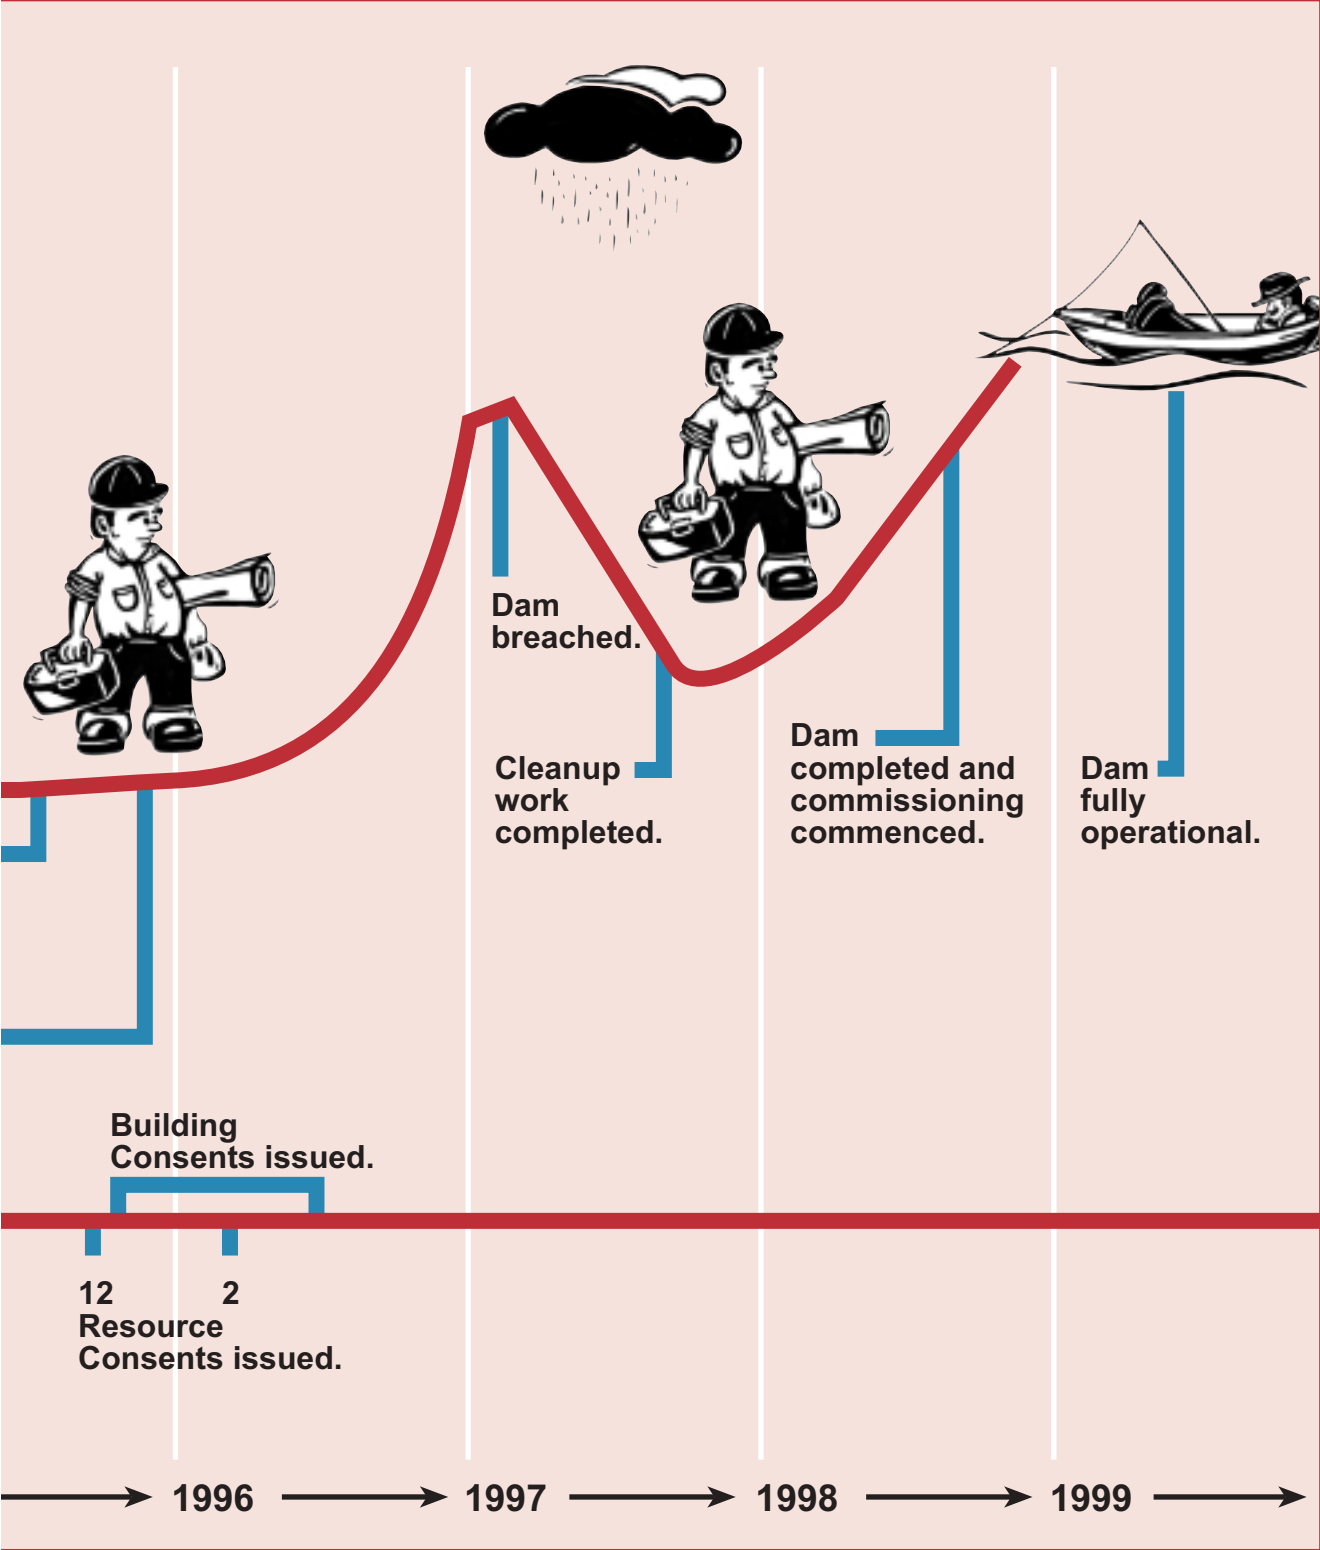 Dam
breached.
Cleanup
work
completed.
Dam
completed and
commissioning
commenced.
Dam
fully
operational.
Building
Consents issued.
12 2
Resource
Consents issued.
1996 1997 1998 1999